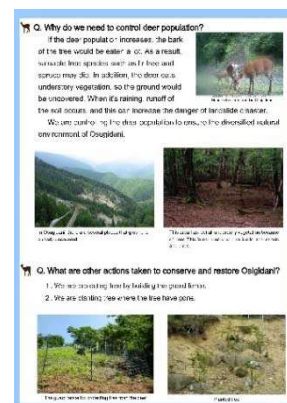 Q. Why do we need to control deer population?
If the deer population increases, the bark
of the tree would be eaten a lot. As a result,
valuable tree species such as fir tree and
spruce may die. In addition, the deer eats
understory vegetation, so the ground would
be uncovered. When it's raining, runoff of
the soil occurs, and this can increase the danger of landslide disaster.
We are controlling the deer population to ensure the diversified natural
environment of Osugidani.
Q. What are other actions taken to conserve and restore Osigidani?
1. We are protecting tree by building the guard fence.
2. We are planting tree where the tree have gone.